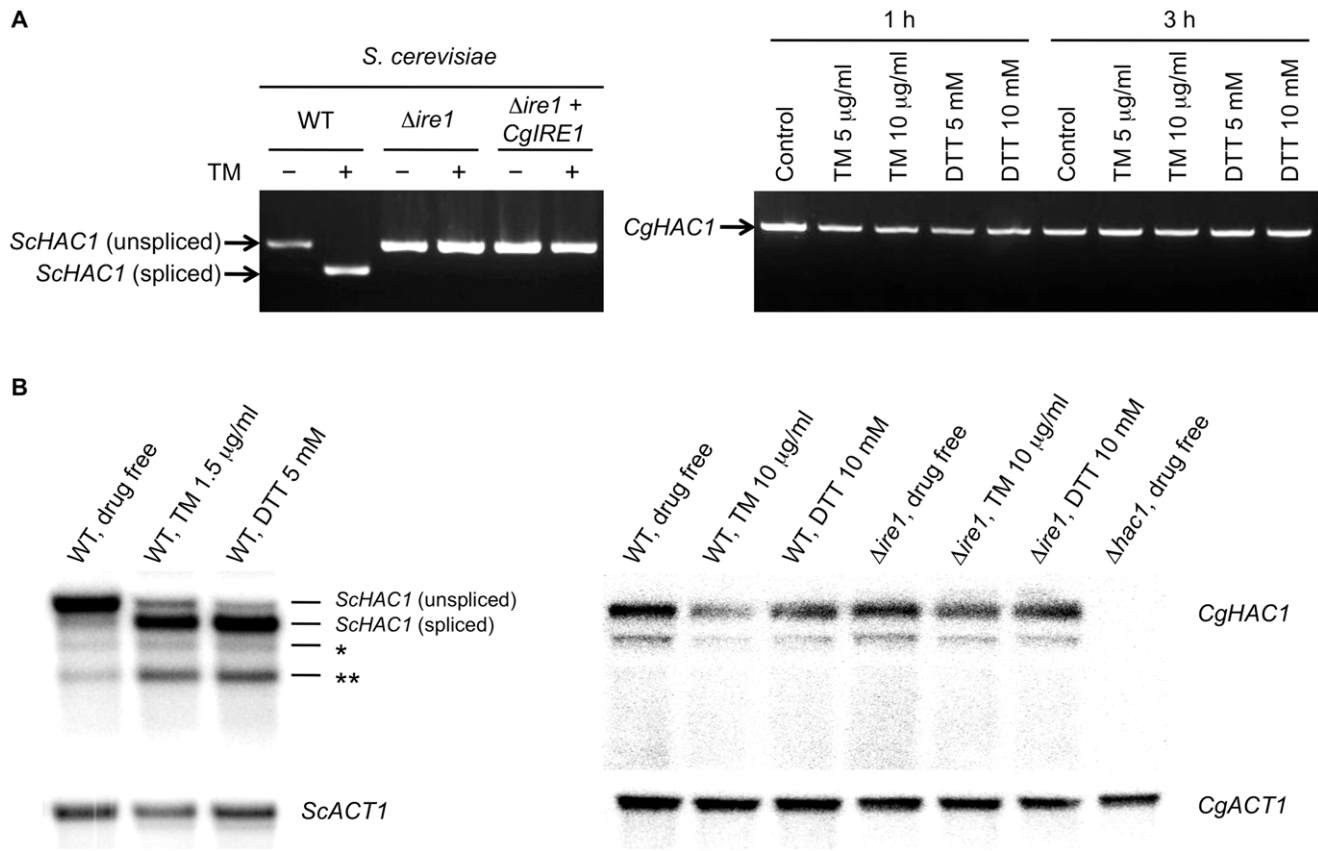 A
S. cerevisiae
WT
Δire1
Δire1 +
CgIRE1
TM
– + – + – +
ScHAC1 (unspliced)
ScHAC1 (spliced)
1 h
3 h
Control
TM 5 µg/ml
TM 10 µg/ml
DTT 5 mM
DTT 10 mM
Control
TM 5 µg/ml
TM 10 µg/ml
DTT 5 mM
DTT 10 mM
CgHAC1
B
WT, drug free
WT, TM 1.5 µg/ml
WT, DTT 5 mM
ScHAC1 (unspliced)
ScHAC1 (spliced)
*
**
ScACT1
WT, drug free
WT, TM 10 µg/ml
WT, DTT 10 mM
Δire1, drug free
Δire1, TM 10 µg/ml
Δire1, DTT 10 mM
Δhac1, drug free
CgHAC1
CgACT1